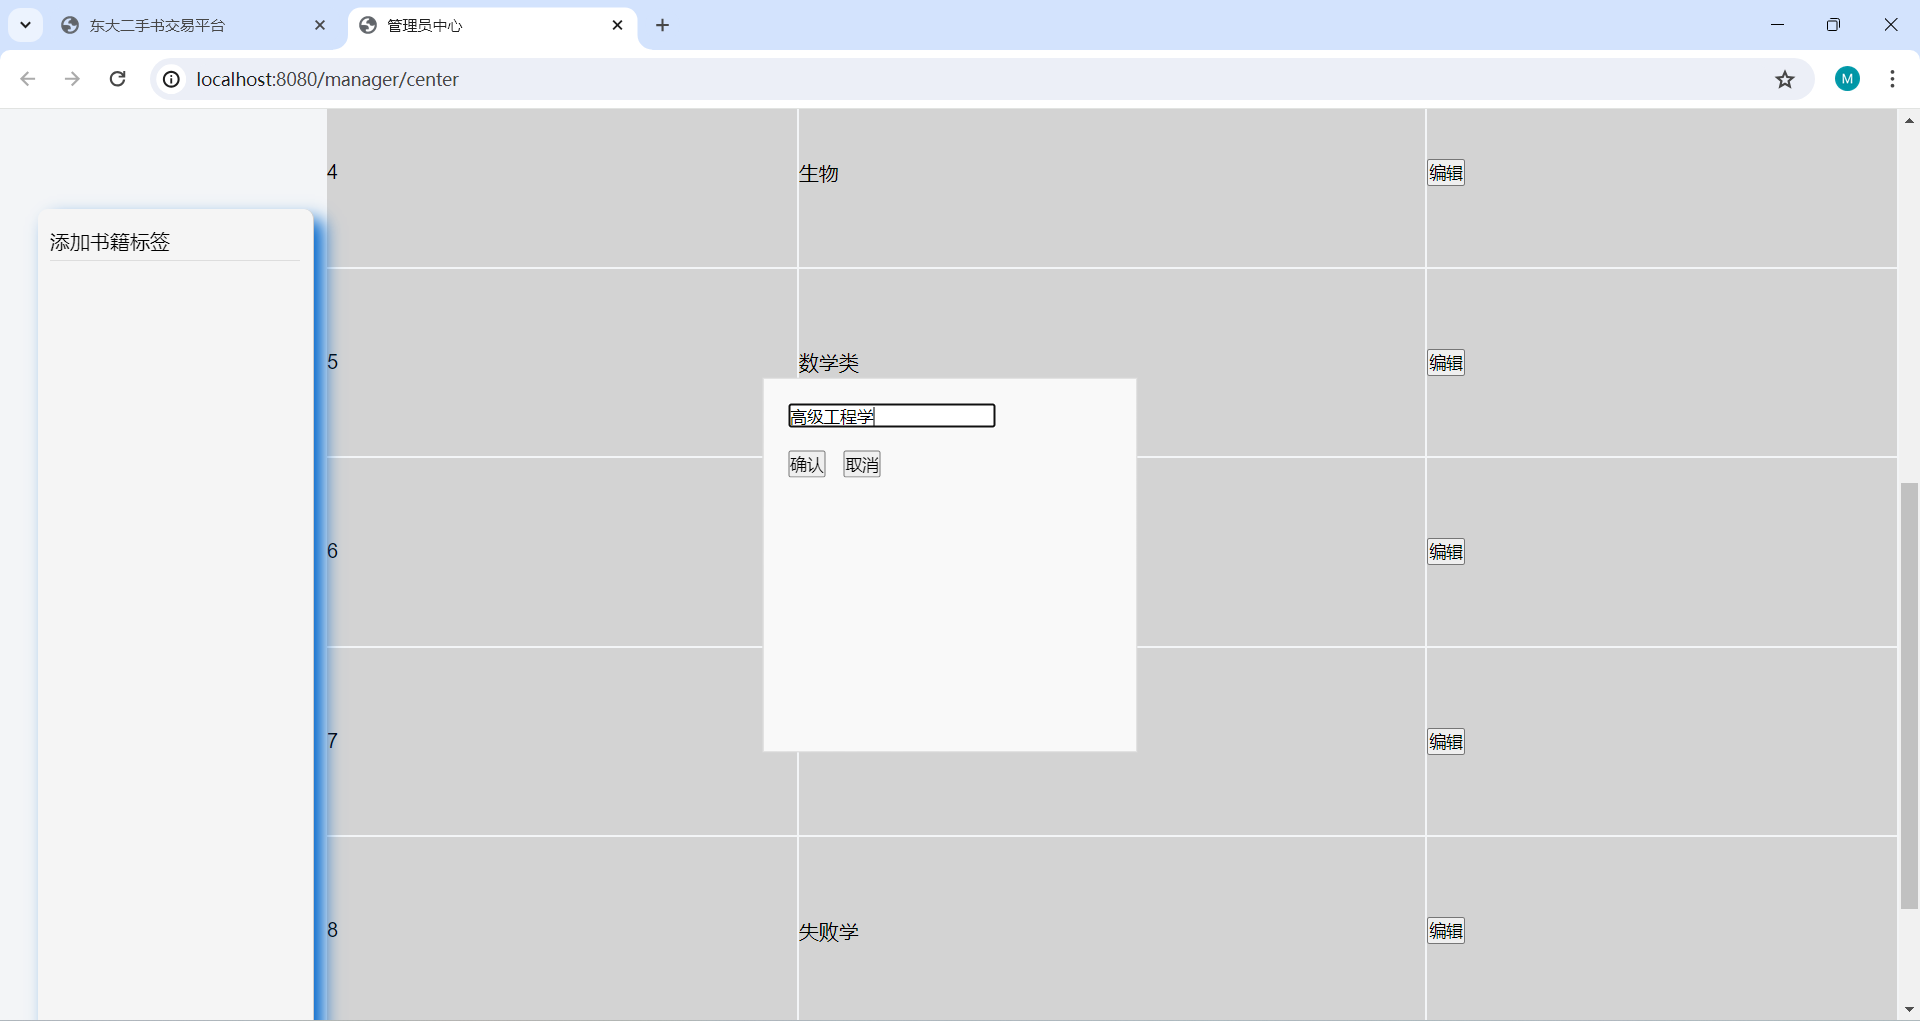 东大二手书交易平台
管理员中心
localhost:8080/manager/center
M
4 生物 编辑
添加书籍标签
5 数学类 编辑
高级工程学
确认 取消
6 编辑
7 编辑
8 失败学 编辑